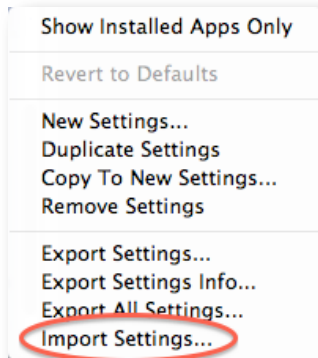 Show Installed Apps Only
Revert to Defaults
New Settings...
Duplicate Settings
Copy To New Settings...
Remove Settings
Export Settings...
Export Settings Info...
Export All Settings...
Import Settings...